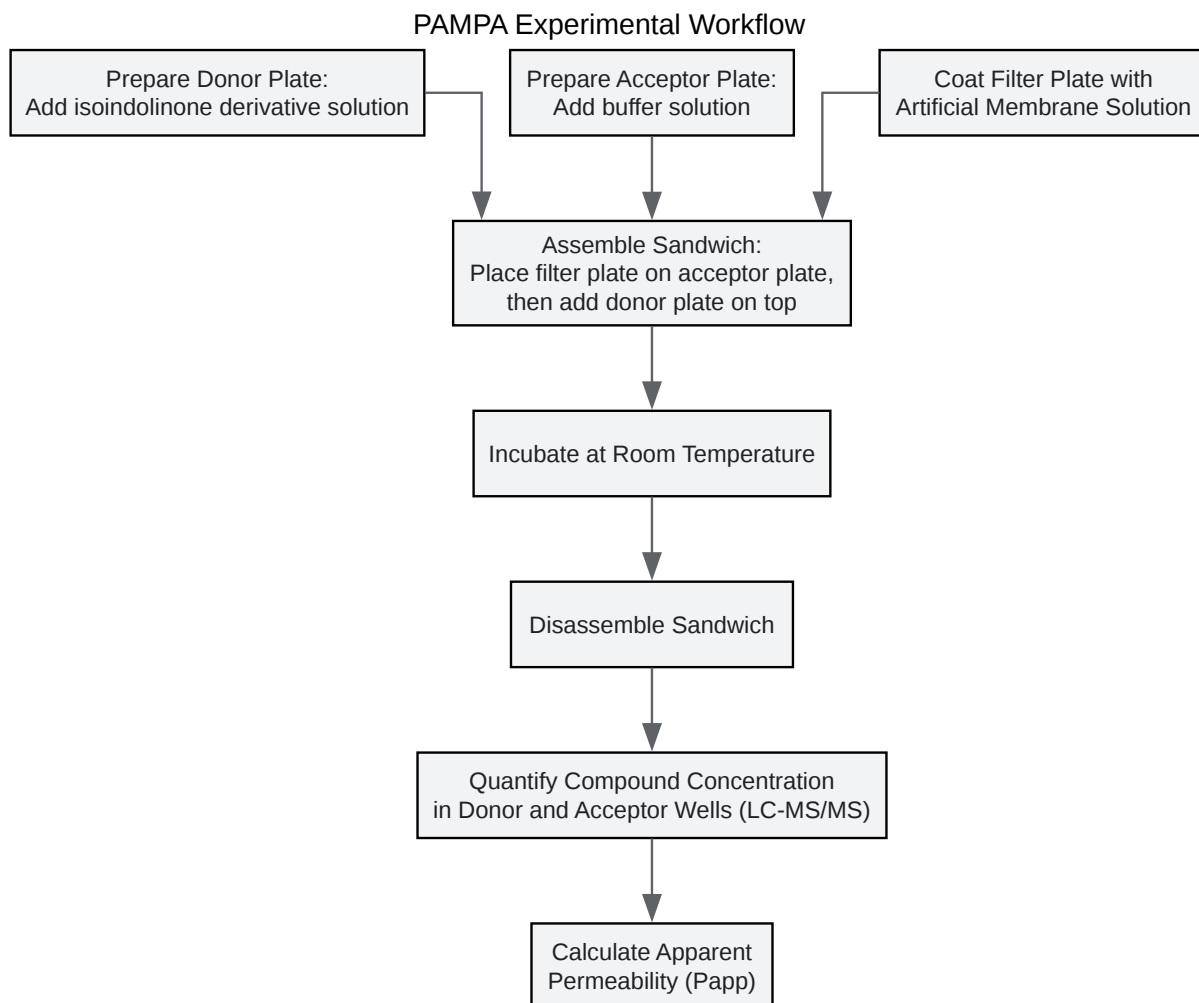 PAMPA Experimental Workflow
Prepare Donor Plate:
Add isoindolinone derivative solution
Prepare Acceptor Plate:
Add buffer solution
Coat Filter Plate with
Artificial Membrane Solution
Assemble Sandwich:
Place filter plate on acceptor plate,
then add donor plate on top
Incubate at Room Temperature
Disassemble Sandwich
Quantify Compound Concentration
in Donor and Acceptor Wells (LC-MS/MS)
Calculate Apparent
Permeability (Papp)